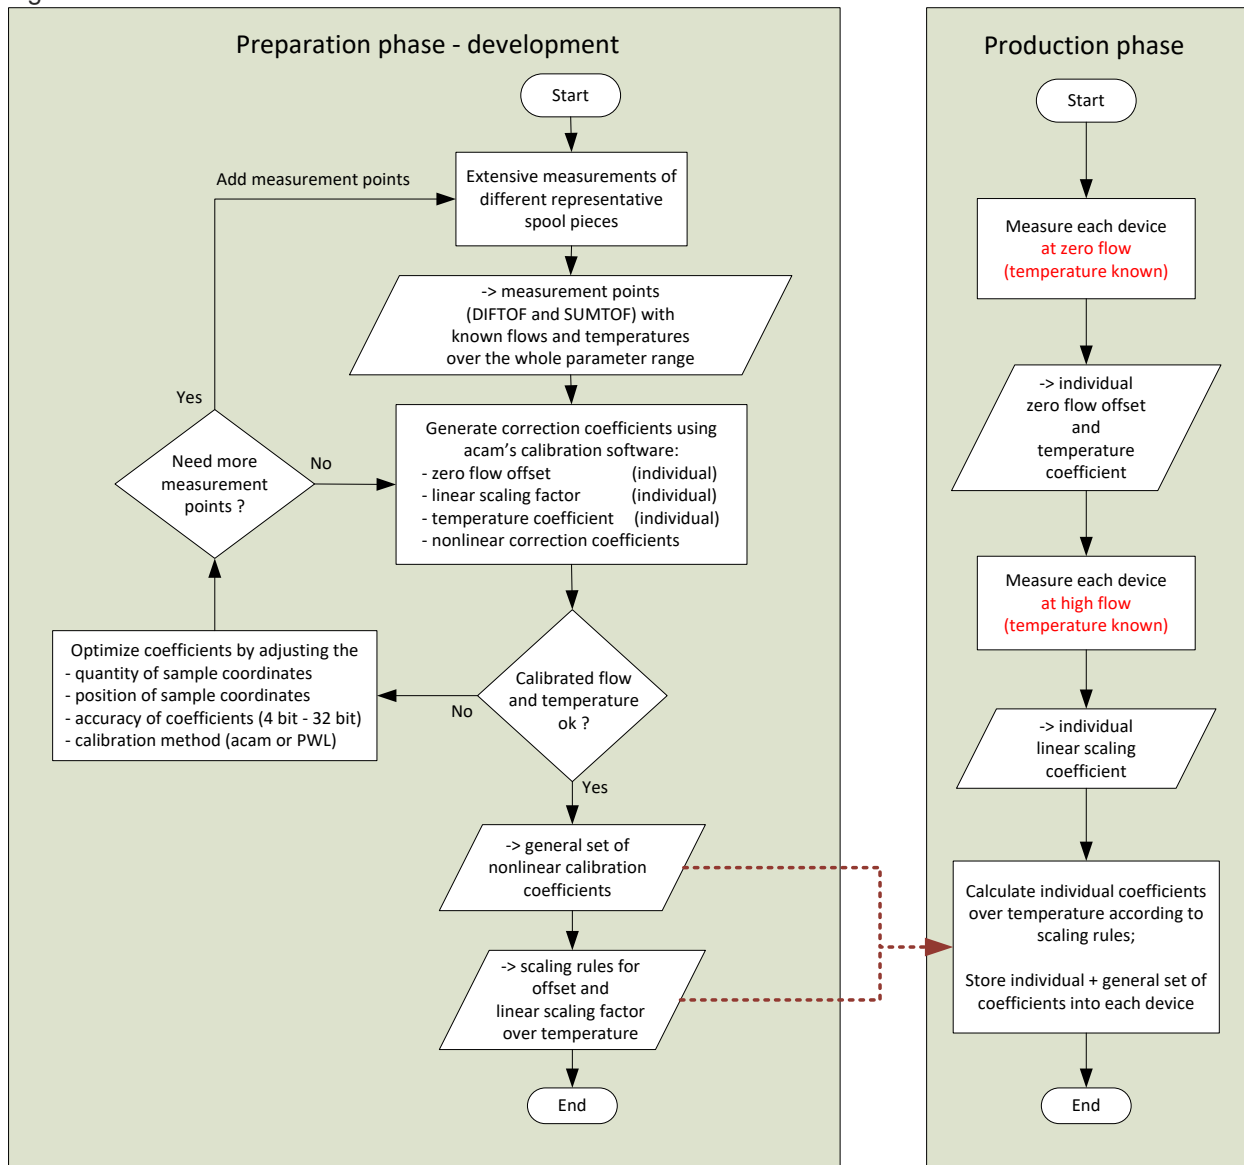 Preparation phase - development
Start
Add measurement points
Extensive measurements of
different representative
spool pieces
-> measurement points
(DIFTOF and SUMTOF) with
known flows and temperatures
over the whole parameter range
Yes
Need more
measurement
points ?
No
Generate correction coefficients using
acam's calibration software:
- zero flow offset (individual)
- linear scaling factor (individual)
- temperature coefficient (individual)
- nonlinear correction coefficients
Optimize coefficients by adjusting the
- quantity of sample coordinates
- position of sample coordinates
- accuracy of coefficients (4 bit - 32 bit)
- calibration method (acam or PWL)
No
Calibrated flow
and temperature
ok ?
Yes
-> general set of
nonlinear calibration
coefficients
-> scaling rules for
offset and
linear scaling factor
over temperature
End
Production phase
Start
Measure each device
at zero flow
(temperature known)
-> individual
zero flow offset
and
temperature
coefficient
Measure each device
at high flow
(temperature known)
-> individual
linear scaling
coefficient
Calculate individual coefficients
over temperature according to
scaling rules;
Store individual + general set of
coefficients into each device
End